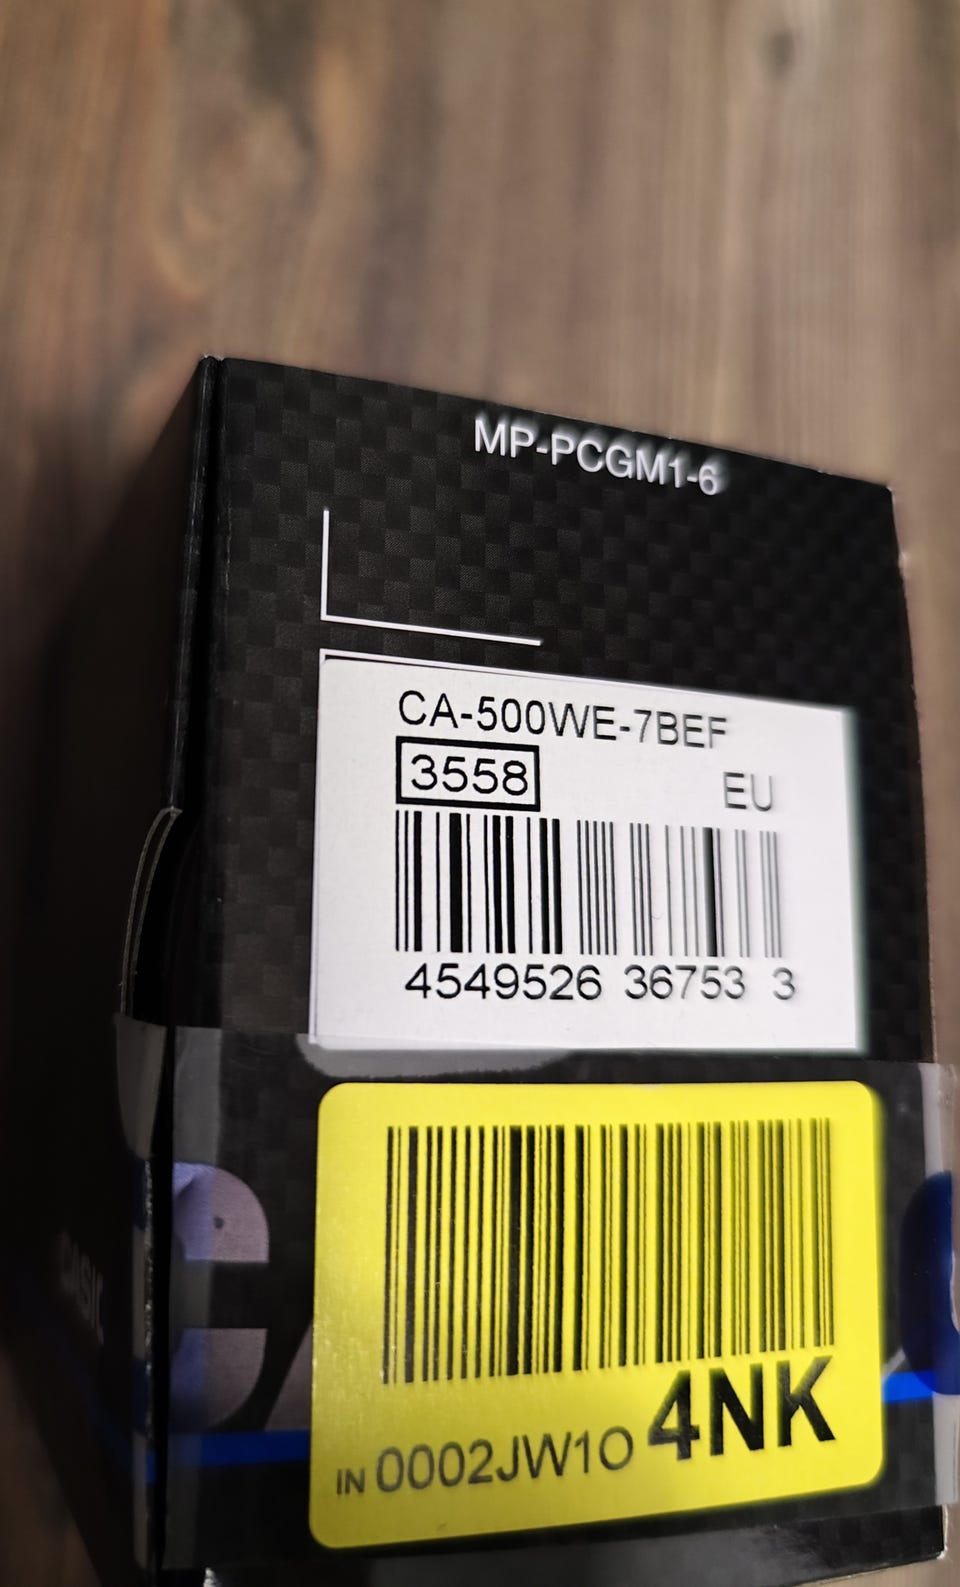 MP-PCGM1-6
CA-500WE-7BEF
3558
EU
4549526 36753 3
IN 0002JW1O 4NK